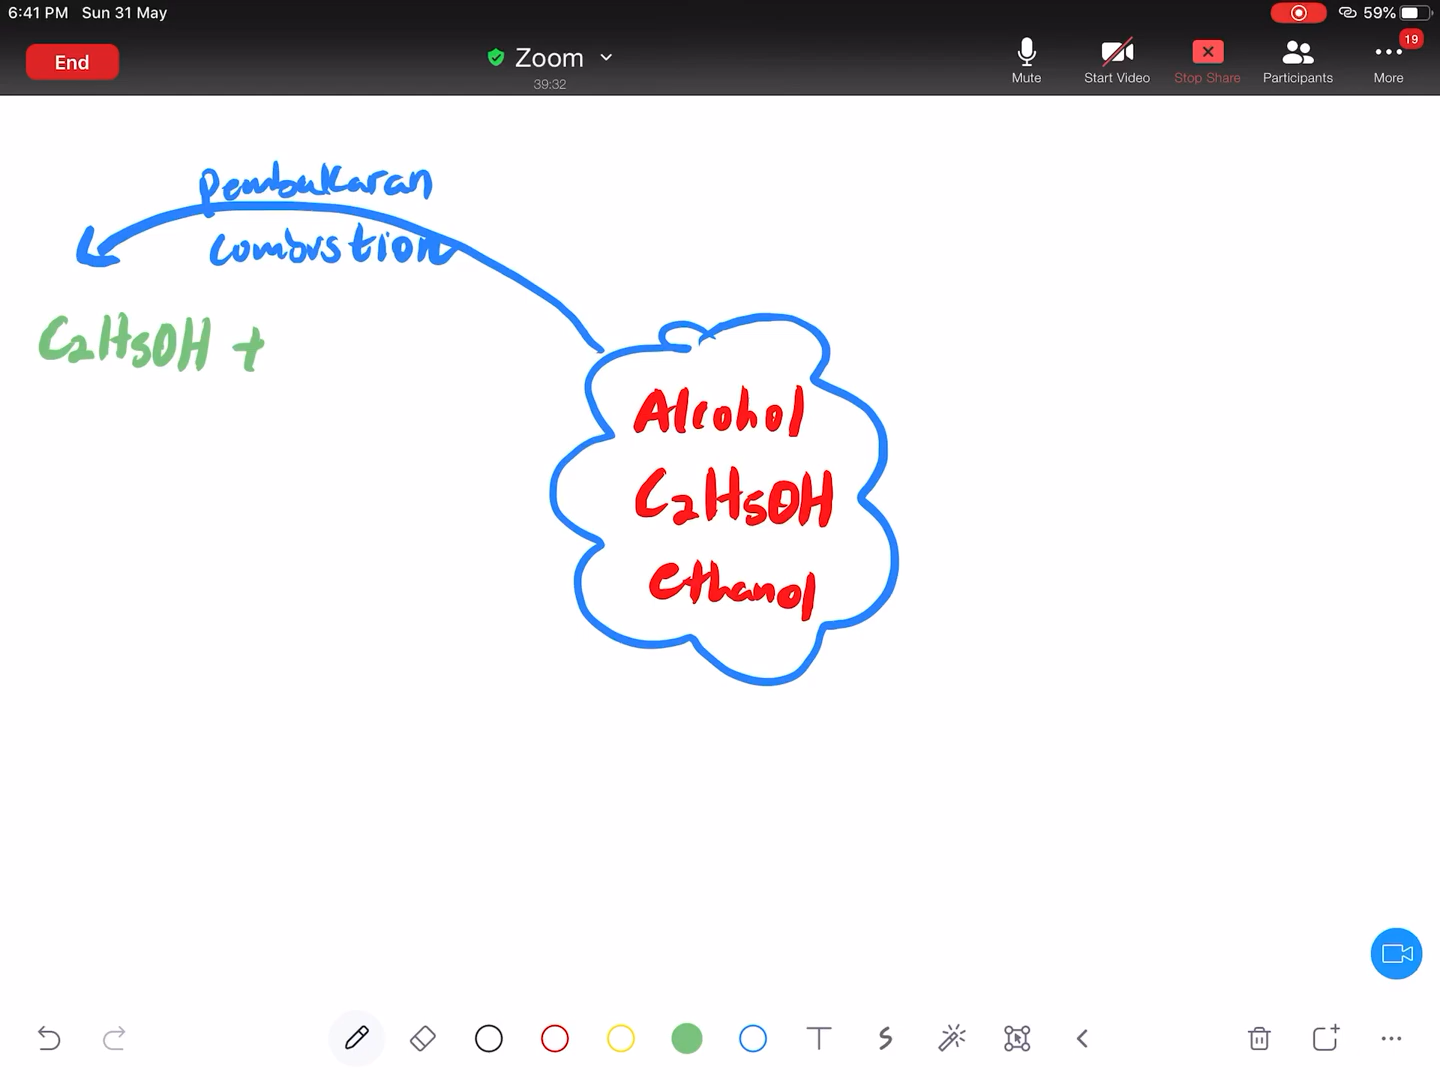 6:41 PM Sun 31 May
59%
End
Zoom
39:32
Mute
Start Video
Stop Share
Participants
19
More
pembakaran
combustion
C2H5OH +
Alcohol
C2H5OH
ethanol